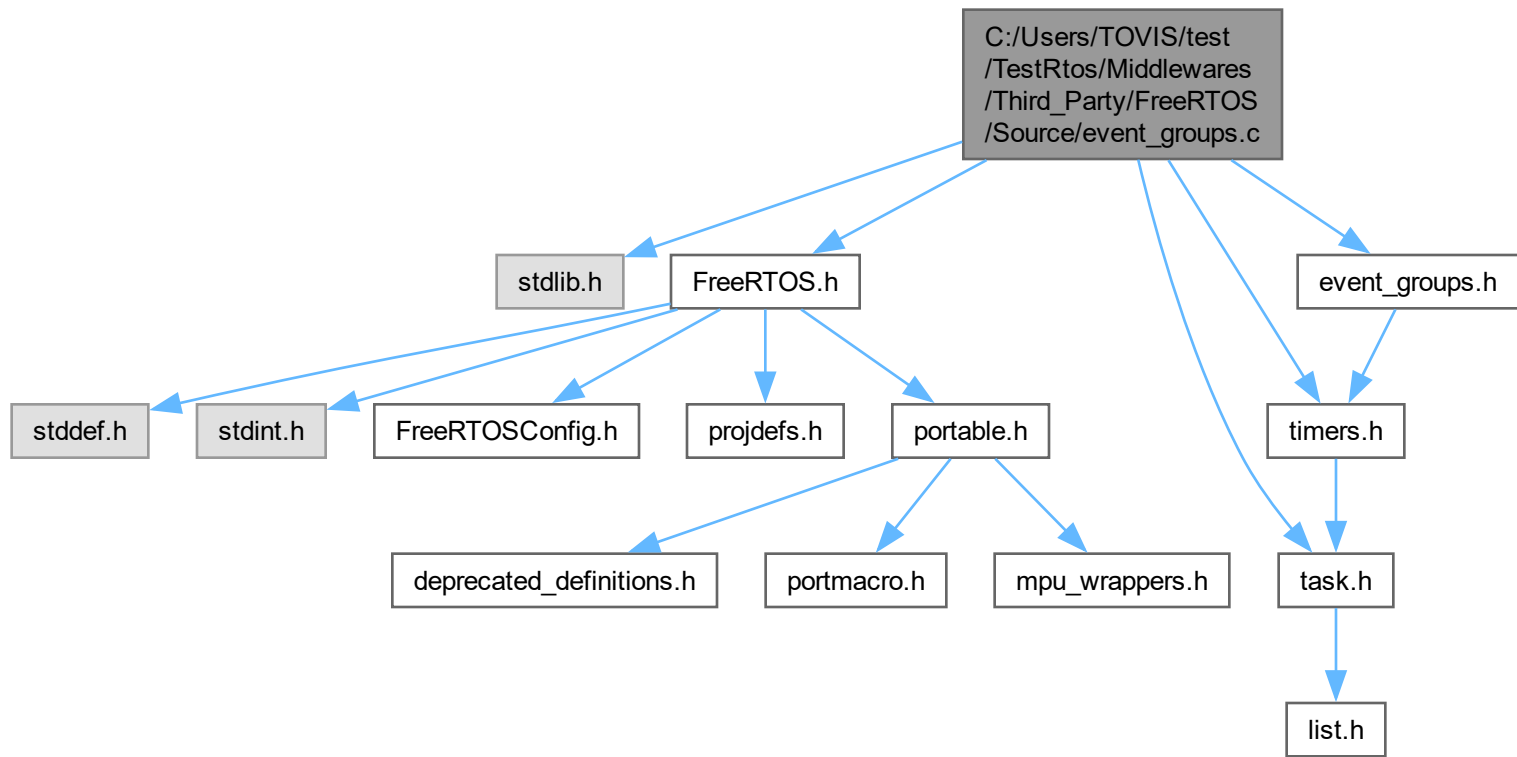 C:/Users/TOVIS/test
/TestRtos/Middlewares
/Third_Party/FreeRTOS
/Source/event_groups.c
stdlib.h
FreeRTOS.h
event_groups.h
stddef.h
stdint.h
FreeRTOSConfig.h
projdefs.h
portable.h
timers.h
deprecated_definitions.h
portmacro.h
mpu_wrappers.h
task.h
list.h